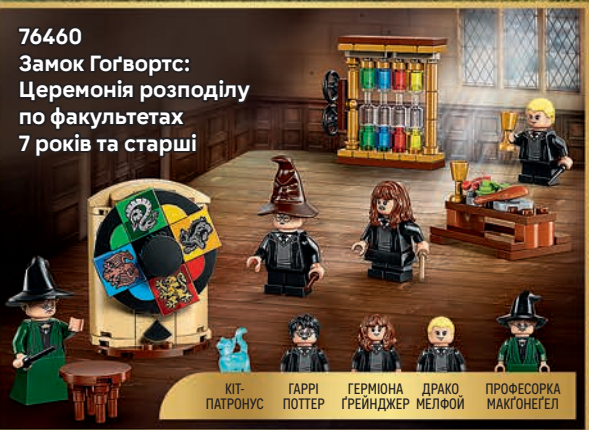 76460
Замок Гоґвортс:
Церемонія розподілу
по факультетах
7 років та старші
КІТ-
ПАТРОНУС
ГАРРІ
ПОТТЕР
ГЕРМІОНА
ҐРЕЙНДЖЕР
ДРАКО
МЕЛФОЙ
ПРОФЕСОРКА
МАКҐОНЕҐЕЛ